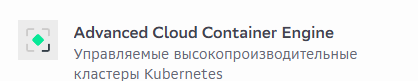 Advanced Cloud Container Engine
Управляемые высокопроизводительные
кластеры Kubernetes